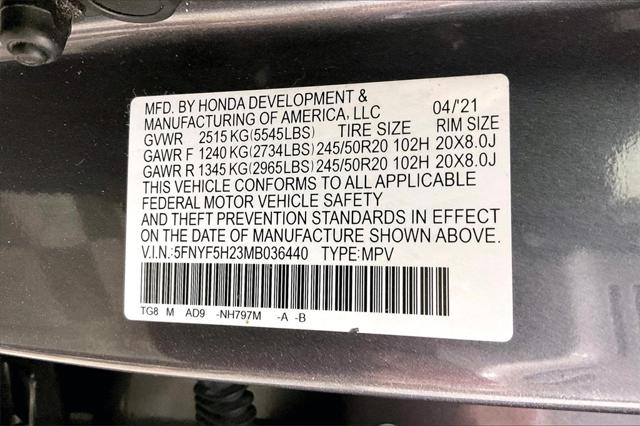 MFD. BY HONDA DEVELOPMENT &
MANUFACTURING OF AMERICA, LLC 04/'21
GVWR 2515 KG(5545LBS) TIRE SIZE RIM SIZE
GAWR F 1240 KG(2734LBS) 245/50R20 102H 20X8.0J
GAWR R 1345 KG(2965LBS) 245/50R20 102H 20X8.0J
THIS VEHICLE CONFORMS TO ALL APPLICABLE
FEDERAL MOTOR VEHICLE SAFETY
AND THEFT PREVENTION STANDARDS IN EFFECT
ON THE DATE OF MANUFACTURE SHOWN ABOVE.
V.I.N.:5FNYF5H23MB036440 TYPE:MPV
TG8 M AD9 -NH797M -A -B